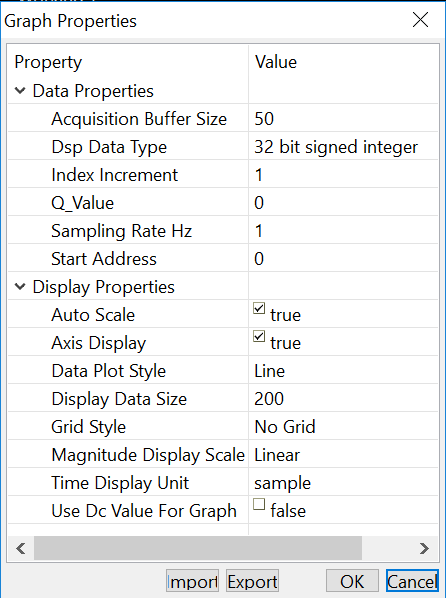 Graph Properties
Property Value
Data Properties
Acquisition Buffer Size 50
Dsp Data Type 32 bit signed integer
Index Increment 1
Q_Value 0
Sampling Rate Hz 1
Start Address 0
Display Properties
Auto Scale true
Axis Display true
Data Plot Style Line
Display Data Size 200
Grid Style No Grid
Magnitude Display Scale Linear
Time Display Unit sample
Use Dc Value For Graph false
Import Export OK Cancel